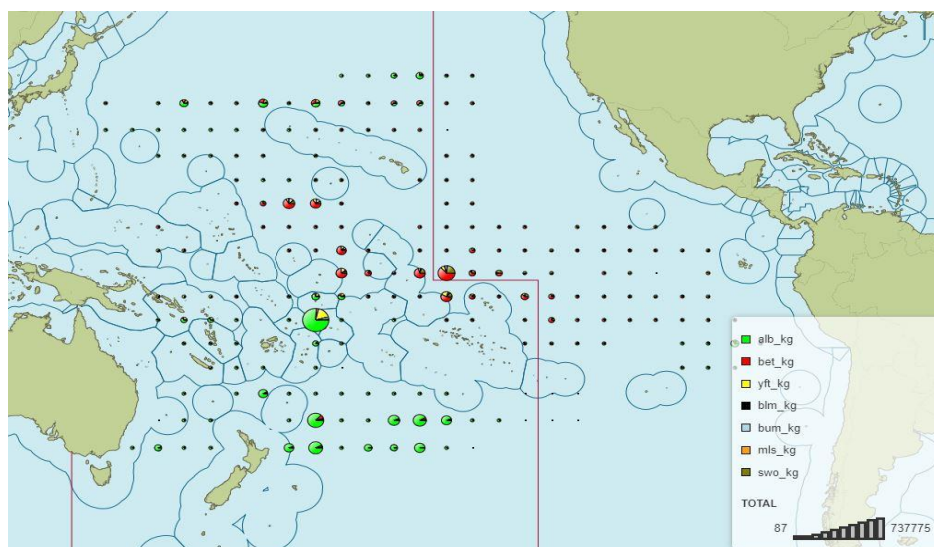 alb_kg
bet_kg
yft_kg
blm_kg
bum_kg
mls_kg
swo_kg
TOTAL
87 737775